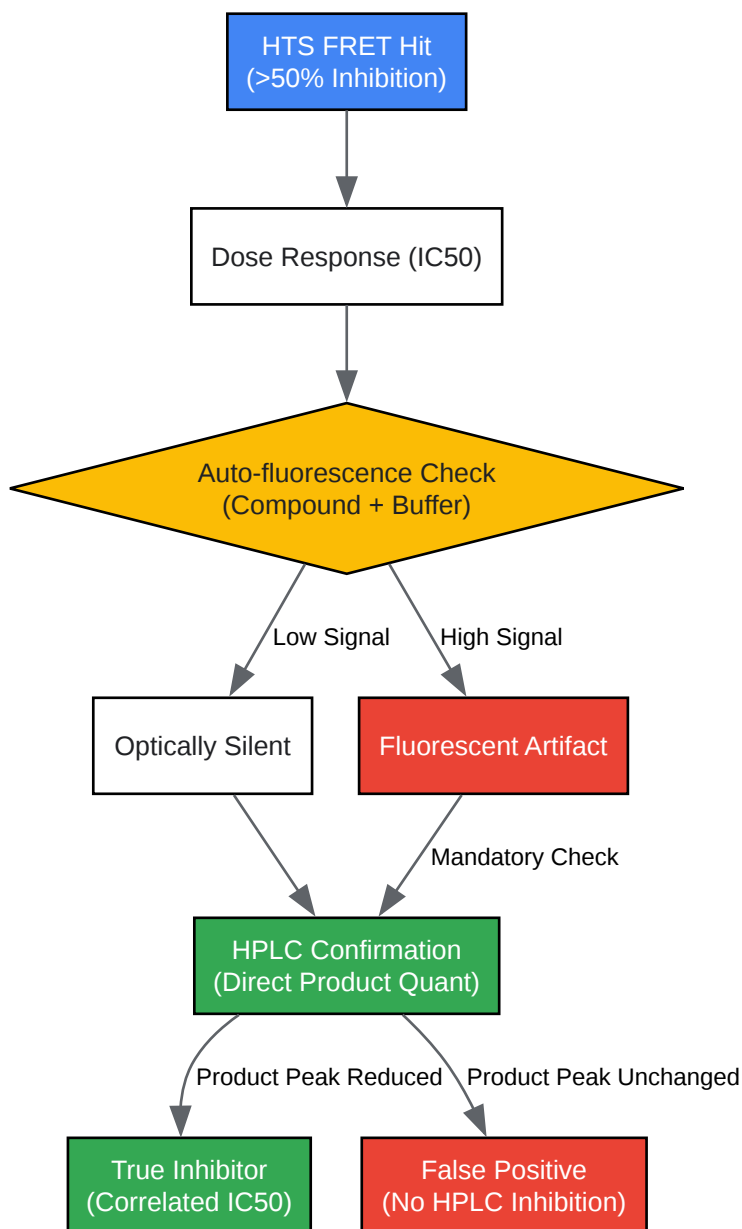 HTS FRET Hit
(>50% Inhibition)
Dose Response (IC50)
Auto-fluorescence Check
(Compound + Buffer)
Low Signal
High Signal
Optically Silent
Fluorescent Artifact
Mandatory Check
HPLC Confirmation
(Direct Product Quant)
Product Peak Reduced
Product Peak Unchanged
True Inhibitor
(Correlated IC50)
False Positive
(No HPLC Inhibition)